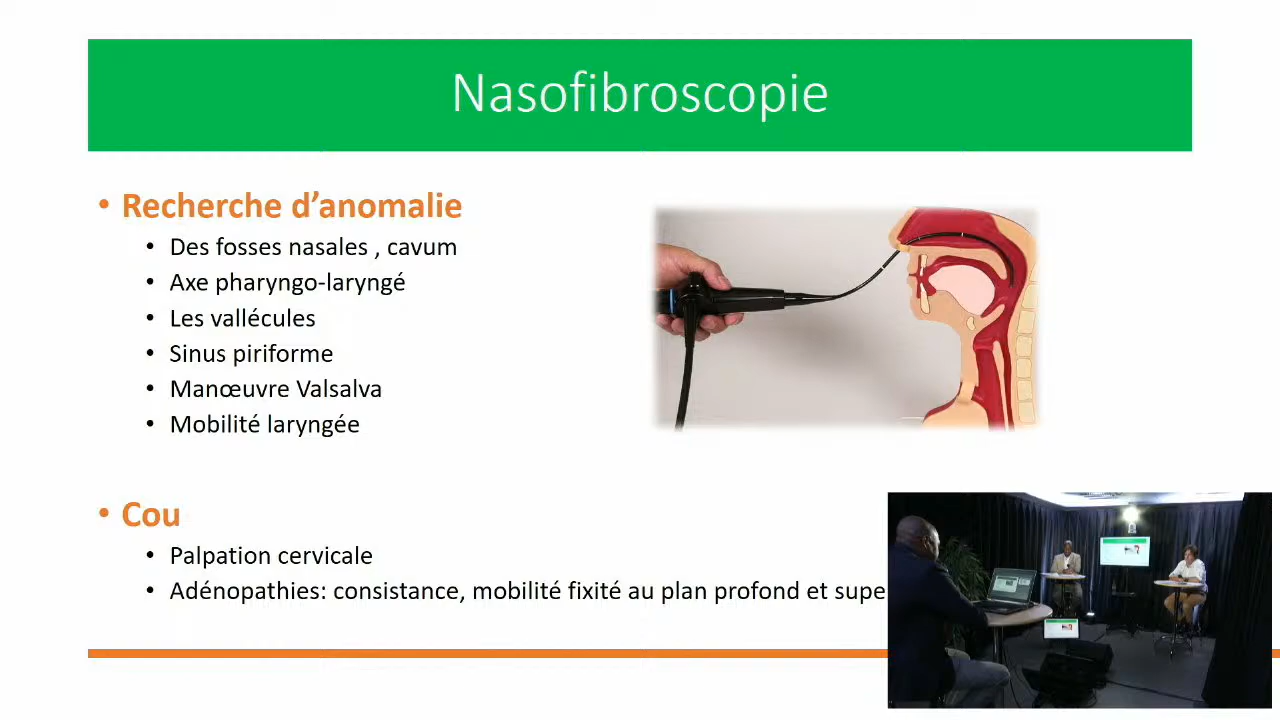 Nasofibroscopie
• Recherche d’anomalie
• Des fosses nasales , cavum
• Axe pharyngo-laryngé
• Les vallécules
• Sinus piriforme
• Manœuvre Valsalva
• Mobilité laryngée
• Cou
• Palpation cervicale
• Adénopathies: consistance, mobilité fixité au plan profond et supe